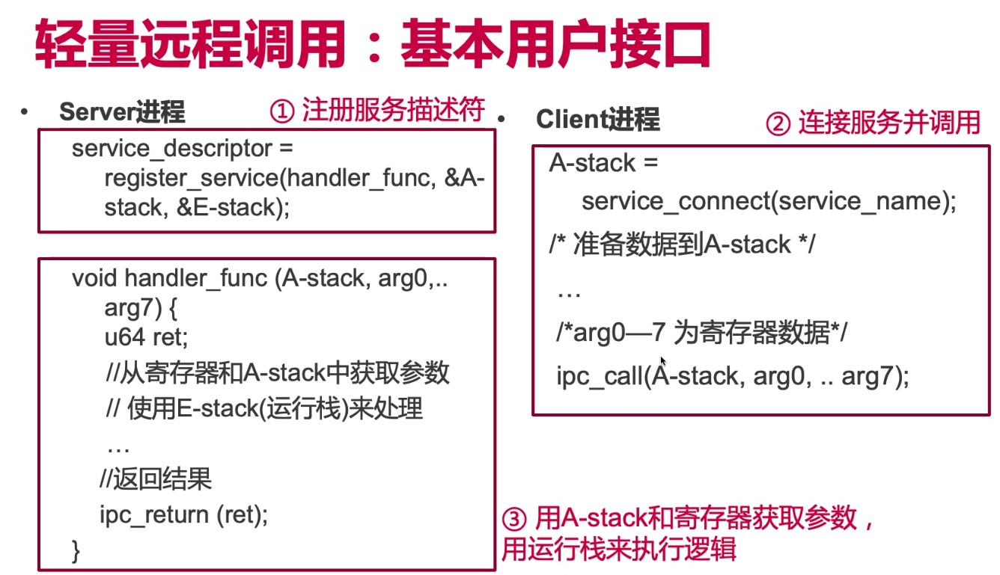 轻量远程调用：基本用户接口
• Server进程
① 注册服务描述符
service_descriptor =
register_service(handler_func, &A-
stack, &E-stack);
void handler_func (A-stack, arg0,..
arg7) {
u64 ret;
//从寄存器和A-stack中获取参数
// 使用E-stack(运行栈)来处理
…
//返回结果
ipc_return (ret);
}
• Client进程
② 连接服务并调用
A-stack =
service_connect(service_name);
/* 准备数据到A-stack */
…
/*arg0—7 为寄存器数据*/
ipc_call(A-stack, arg0, .. arg7);
③ 用A-stack和寄存器获取参数，
用运行栈来执行逻辑